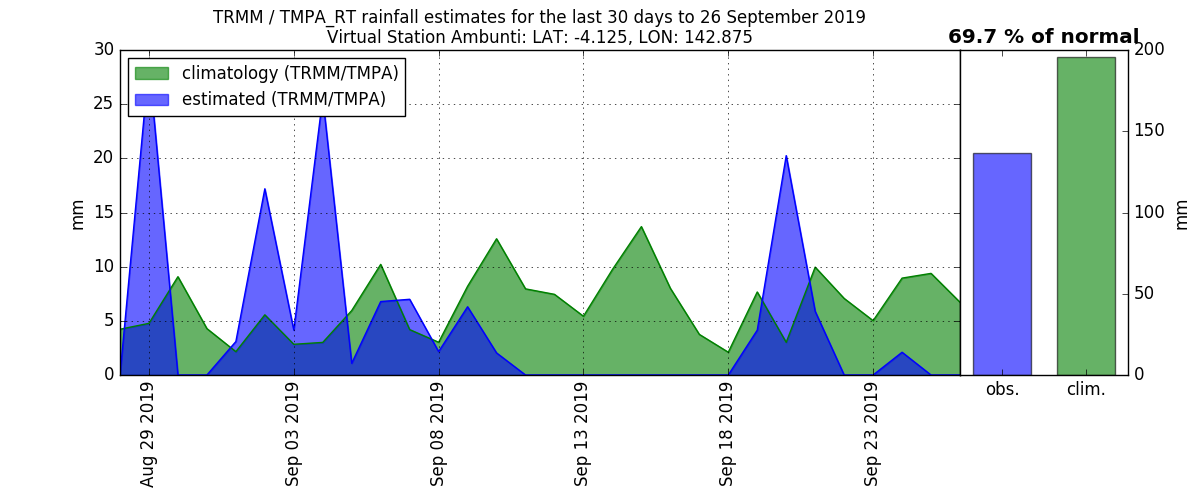 TRMM / TMPA_RT rainfall estimates for the last 30 days to 26 September 2019
Virtual Station Ambunti: LAT: -4.125, LON: 142.875
69.7 % of normal
climatology (TRMM/TMPA)
estimated (TRMM/TMPA)
30
25
20
15
10
5
0
mm
Aug 29 2019
Sep 03 2019
Sep 08 2019
Sep 13 2019
Sep 18 2019
Sep 23 2019
obs.
clim.
200
150
100
50
0
mm